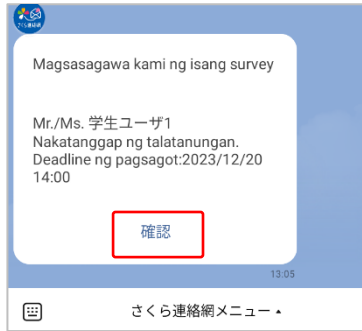 さくら連絡網
Magsasagawa kami ng isang survey
Mr./Ms. 学生ユーザ1
Nakatanggap ng talatanungan.
Deadline ng pagsagot:2023/12/20
14:00
確認
13:05
さくら連絡網メニュー▲